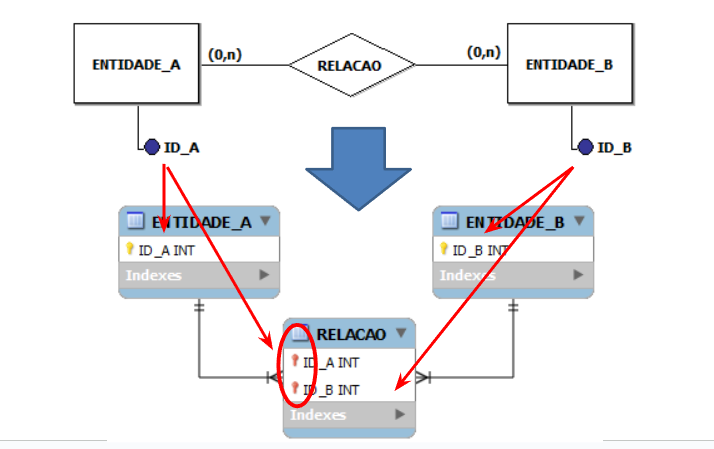 ENTIDADE_A
(0,n)
RELACAO
(0,n)
ENTIDADE_B
ID_A
ID_B
ENTIDADE_A
ID_A INT
Indexes
ENTIDADE_B
ID_B INT
Indexes
RELACAO
ID_A INT
ID_B INT
Indexes